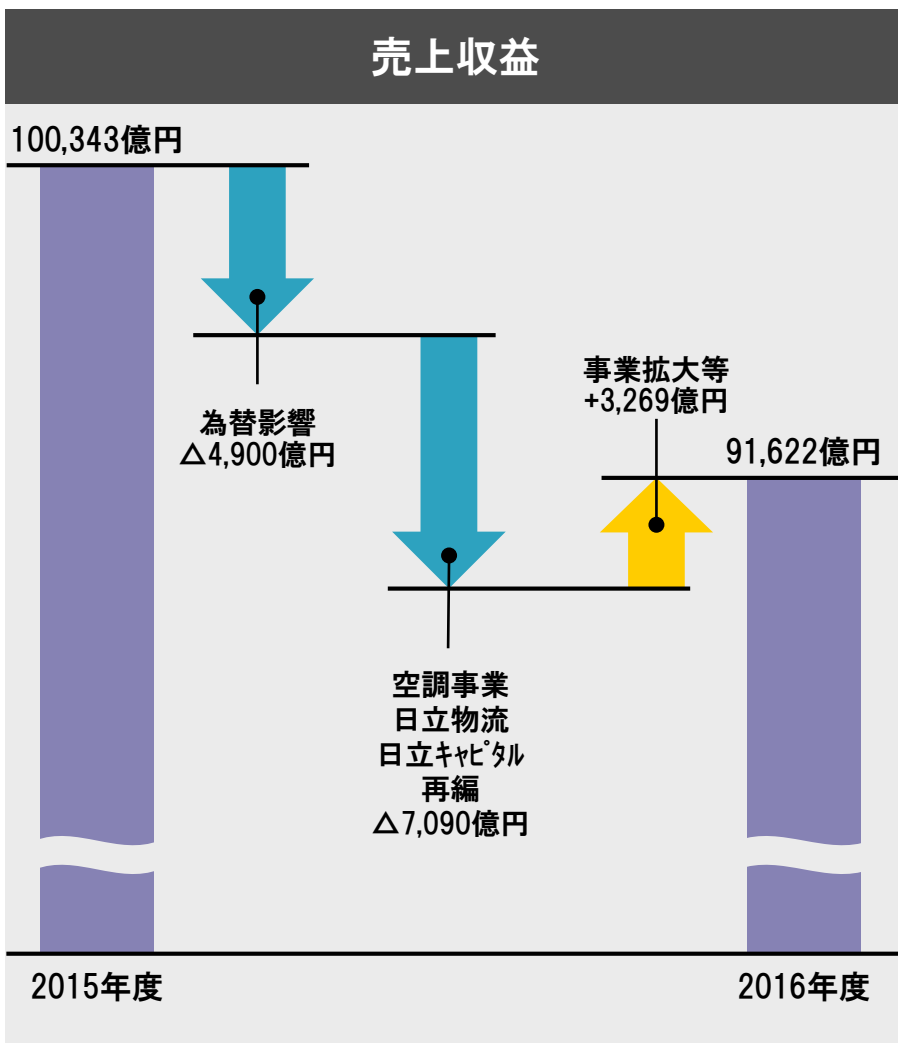 売上収益
100,343億円
為替影響
△4,900億円
空調事業
日立物流
日立ｷｬﾋﾟﾀﾙ
再編
△7,090億円
事業拡大等
+3,269億円
91,622億円
2015年度
2016年度